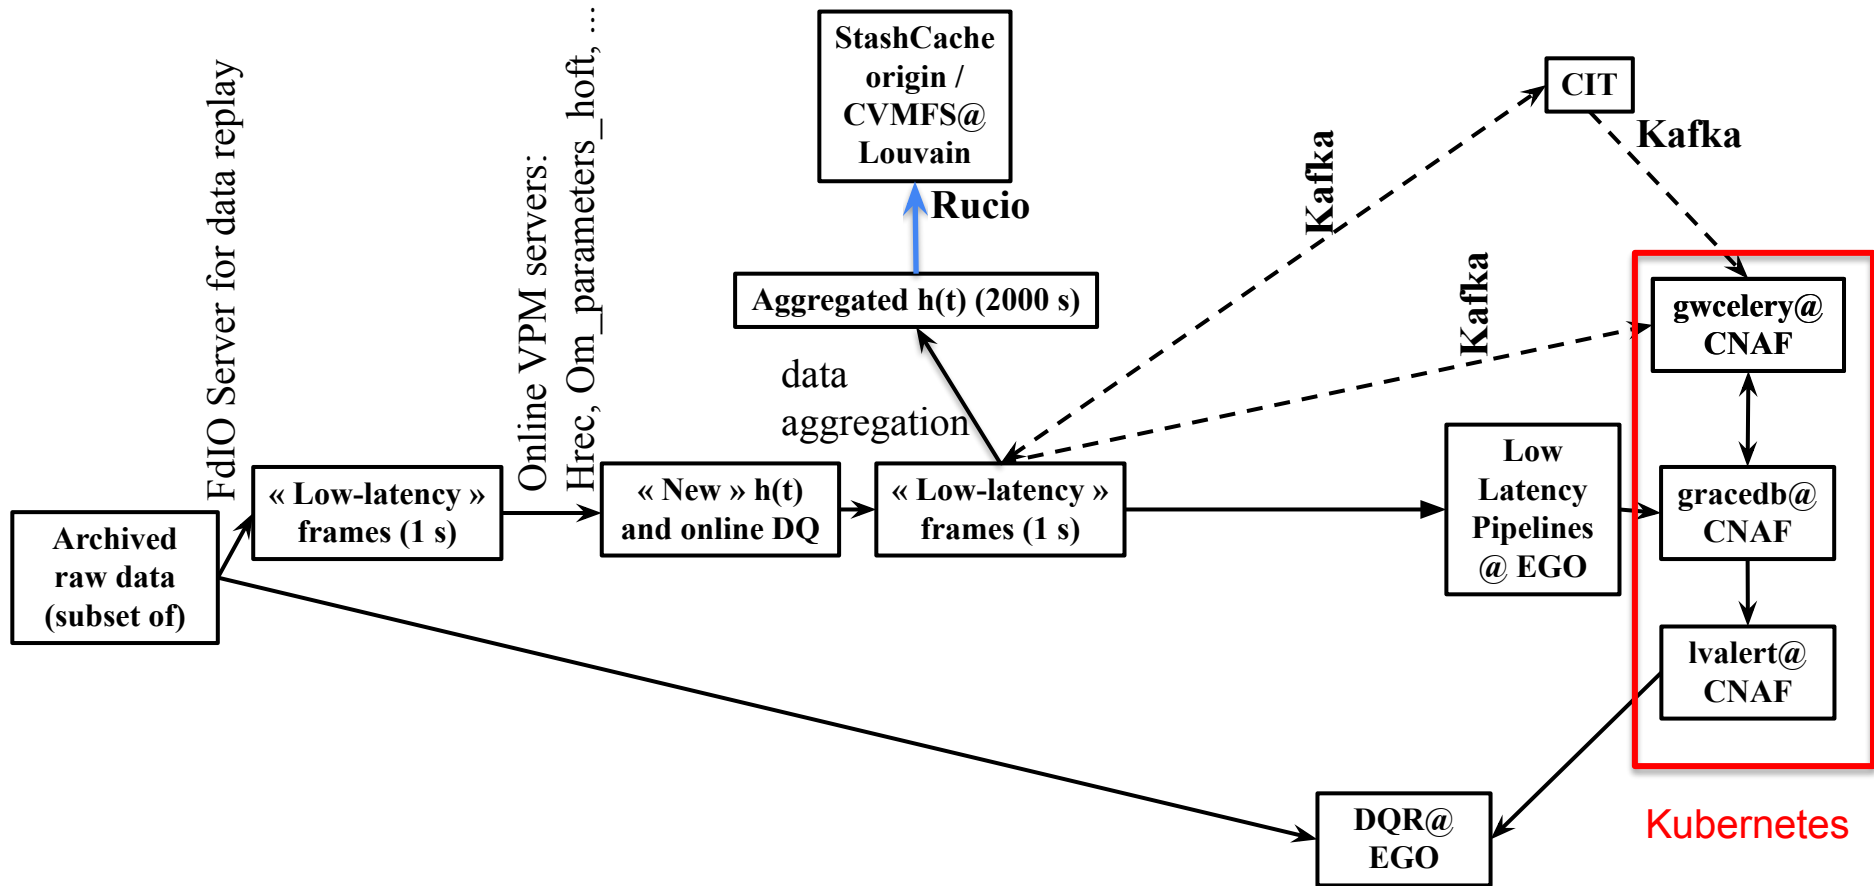 FdIO Server for data replay
Online VPM servers:
Hrec, Om_parameters_hoft, ...
StashCache
origin /
CVMFS@
Louvain
Rucio
Aggregated h(t) (2000 s)
data
aggregation
CIT
Kafka
Kafka
Kafka
gwcelery@
CNAF
Archived
raw data
(subset of)
« Low-latency »
frames (1 s)
« New » h(t)
and online DQ
« Low-latency »
frames (1 s)
Low
Latency
Pipelines
@ EGO
gracedb@
CNAF
lvalert@
CNAF
DQR@
EGO
Kubernetes